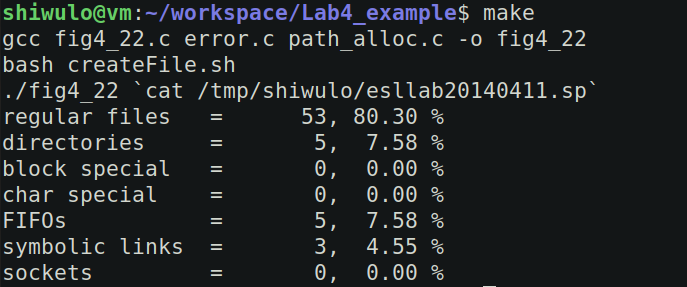 shiwulo@vm:~/workspace/Lab4_example$ make
gcc fig4_22.c error.c path_alloc.c -o fig4_22
bash createFile.sh
./fig4_22 `cat /tmp/shiwulo/esllab20140411.sp`
regular files   =      53, 80.30 %
directories     =       5,  7.58 %
block special   =       0,  0.00 %
char special    =       0,  0.00 %
FIFOs           =       5,  7.58 %
symbolic links  =       3,  4.55 %
sockets         =       0,  0.00 %